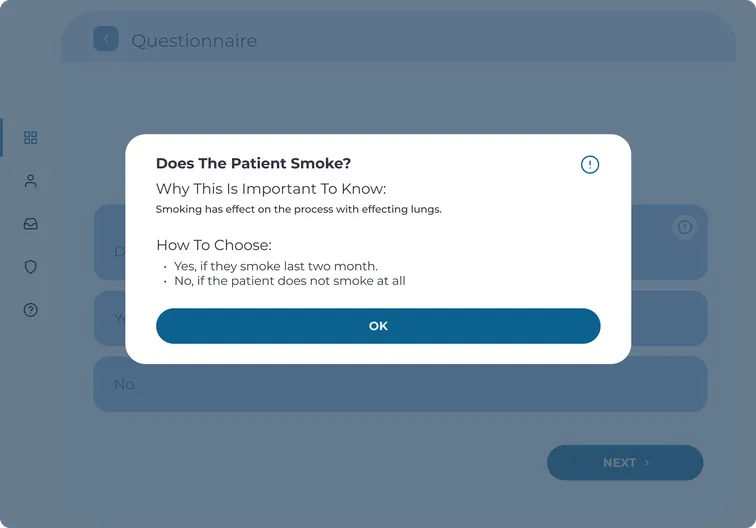 Questionnaire
Does The Patient Smoke?
Why This Is Important To Know:
Smoking has effect on the process with effecting lungs.
How To Choose:
• Yes, if they smoke last two month.
• No, if the patient does not smoke at all
OK
No
NEXT